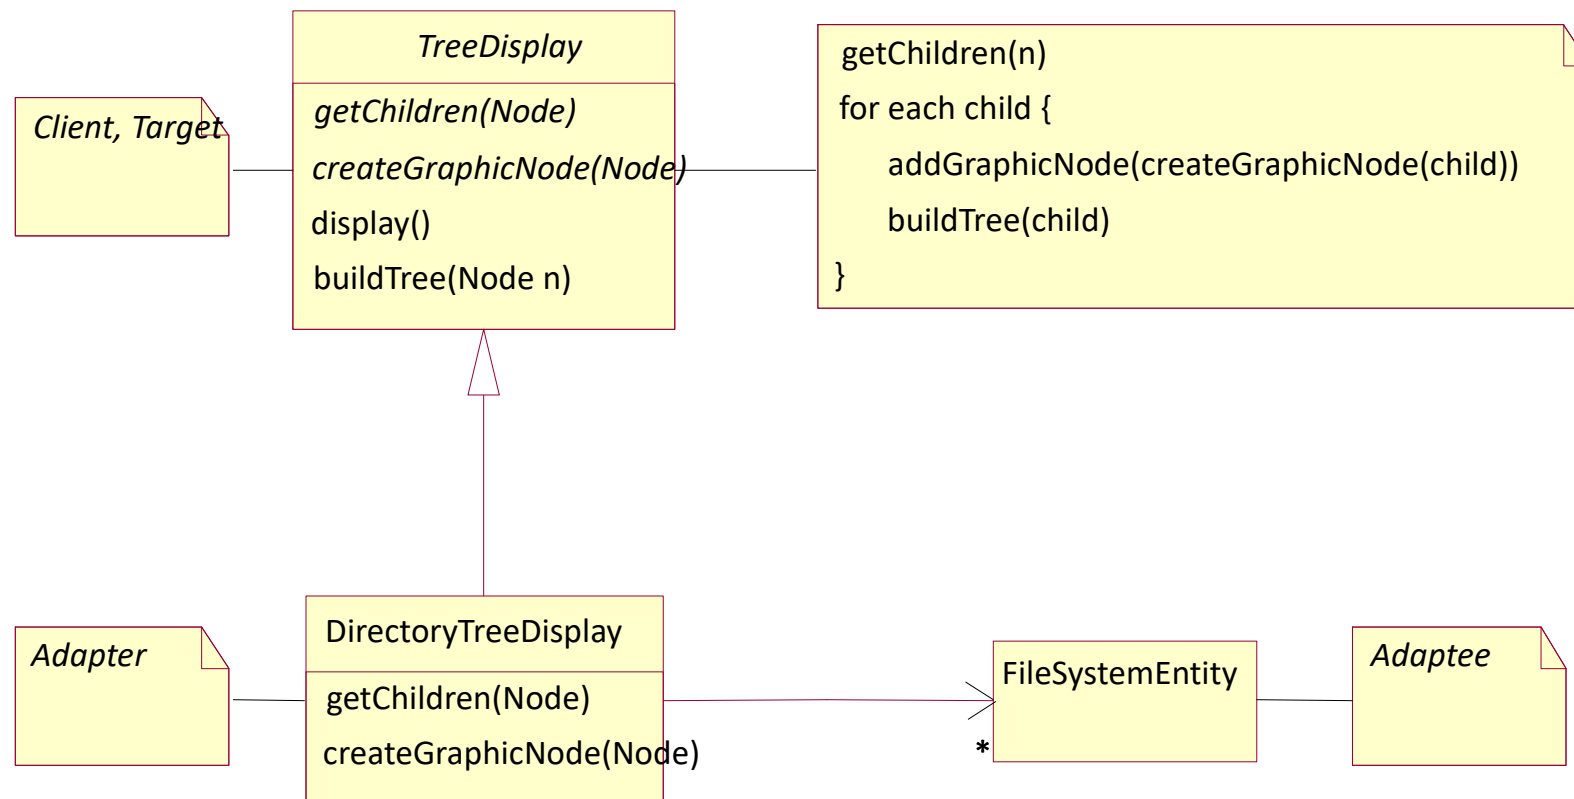 TreeDisplay
getChildren(Node)
createGraphicNode(Node)
display()
buildTree(Node n)
Client, Target
getChildren(n)
for each child {
addGraphicNode(createGraphicNode(child))
buildTree(child)
}
Adapter
DirectoryTreeDisplay
getChildren(Node)
createGraphicNode(Node)
FileSystemEntity
*
Adaptee